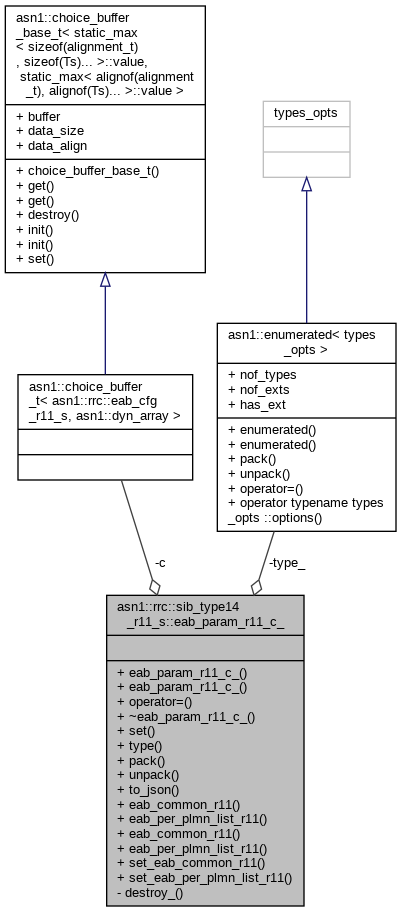 asn1::choice_buffer
_base_t< static_max
< sizeof(alignment_t)
, sizeof(Ts)... >::value,
static_max< alignof(alignment
_t), alignof(Ts)... >::value >
+ buffer
+ data_size
+ data_align
+ choice_buffer_base_t()
+ get()
+ get()
+ destroy()
+ init()
+ init()
+ set()
types_opts
asn1::enumerated< types
_opts >
+ nof_types
+ nof_exts
+ has_ext
+ enumerated()
+ enumerated()
+ pack()
+ unpack()
+ operator=()
+ operator typename types
_opts ::options()
asn1::choice_buffer
_t< asn1::rrc::eab_cfg
_r11_s, asn1::dyn_array >
-c
-type_
asn1::rrc::sib_type14
_r11_s::eab_param_r11_c_
+ eab_param_r11_c_()
+ eab_param_r11_c_()
+ operator=()
+ ~eab_param_r11_c_()
+ set()
+ type()
+ pack()
+ unpack()
+ to_json()
+ eab_common_r11()
+ eab_per_plmn_list_r11()
+ eab_common_r11()
+ eab_per_plmn_list_r11()
+ set_eab_common_r11()
+ set_eab_per_plmn_list_r11()
- destroy_()